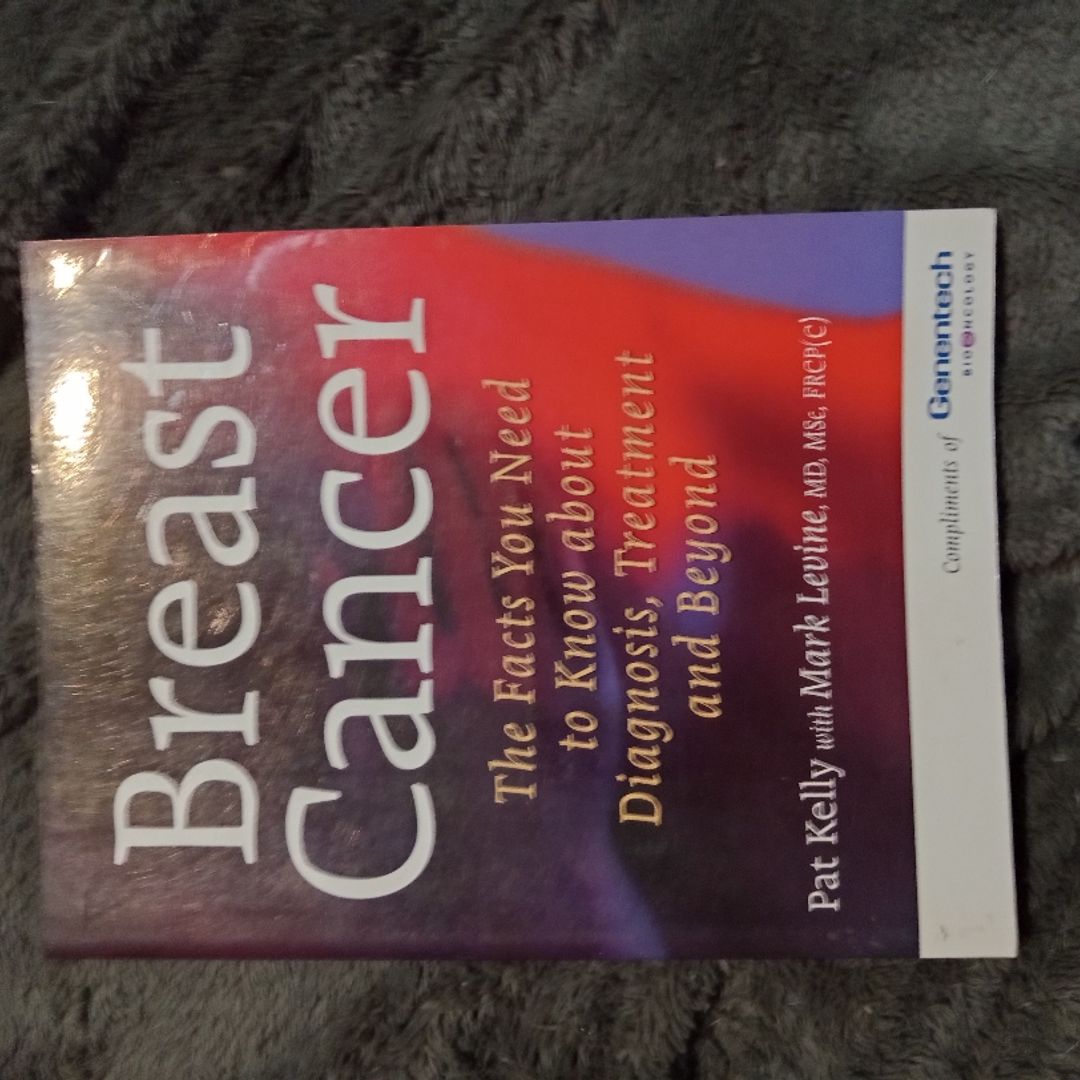 Breast
Cancer
The Facts You Need
to Know about
Diagnosis, Treatment
and Beyond
Pat Kelly with Mark Levine, MD, MSc, FRCP(C)
Compliments of Genentech
BIOONCOLOGY